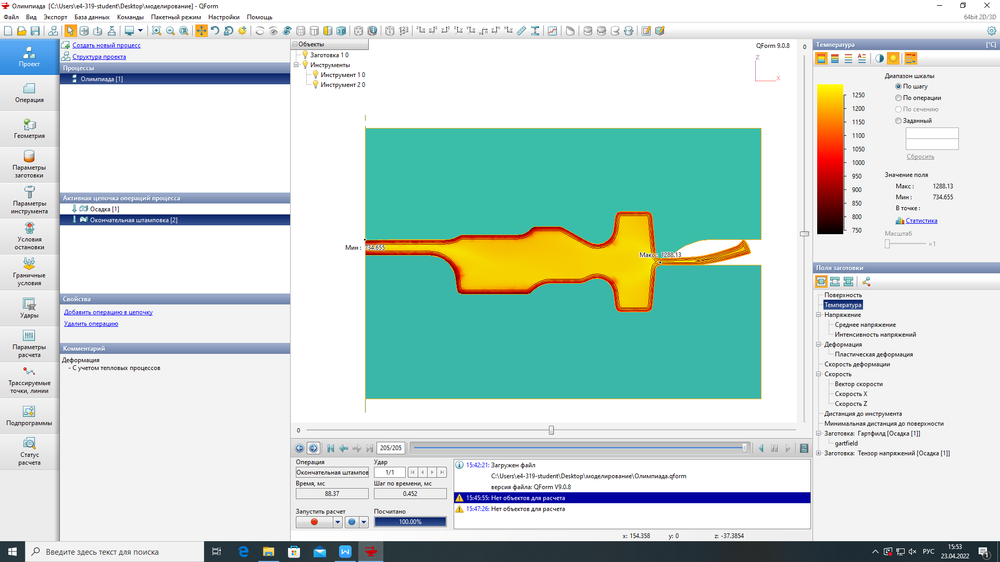 Олимпиада  [C:\Users\e4-319-student\Desktop\моделирование] - QForm
Файл Вид Экспорт База данных Команды Пакетный режим Настройки Помощь
64bit 2D/3D
Проект
Операция
Геометрия
Параметры
заготовки
Параметры
инструмента
Условия
остановки
Граничные
условия
Удары
Параметры
расчета
Трассируемые
точки, линии
Подпрограммы
Статус
расчета
Создать новый процесс
Структура проекта
Процессы
Олимпиада [1]
Активная цепочка операций процесса
Осадка [1]
Окончательная штамповка [2]
Свойства
Добавить операцию в цепочку
Удалить операцию
Комментарий
Деформация
- С учетом тепловых процессов
Объекты
Заготовка 1 0
Инструменты
Инструмент 1 0
Инструмент 2 0
QForm 9.0.8
Z
X
0
Мин : 734.655
Макс : 1288.13
0
205/205
Операция
Окончательная штампов
Удар
1/1
Время, мс
88.37
Шаг по времени, мс
0.452
Запустить расчет
Посчитано
100.00%
15:42:21: Загружен файл
C:\Users\e4-319-student\Desktop\моделирование\Олимпиада.qform
версия файла: QForm V9.0.8
15:45:55: Нет объектов для расчета
15:47:26: Нет объектов для расчета
x: 154.358 y: 0 z: -37.3854
Температура [°C]
1250
1200
1150
1100
1050
1000
950
900
850
800
750
Диапазон шкалы
По шагу
По операции
По сечению
Заданный
Сбросить
Значение поля
Макс : 1288.13
Мин : 734.655
В точке :
Статистика
Масштаб
×1
Поля заготовки
Поверхность
Температура
Напряжение
Среднее напряжение
Интенсивность напряжений
Деформация
Пластическая деформация
Скорость деформации
Скорость
Вектор скорости
Скорость X
Скорость Z
Дистанция до инструмента
Минимальная дистанция до поверхности
Заготовка:  Гартфилд [Осадка [1]]
gartfield
Заготовка:  Тензор напряжений [Осадка [1]]
Введите здесь текст для поиска
РУС
15:53
23.04.2022
1